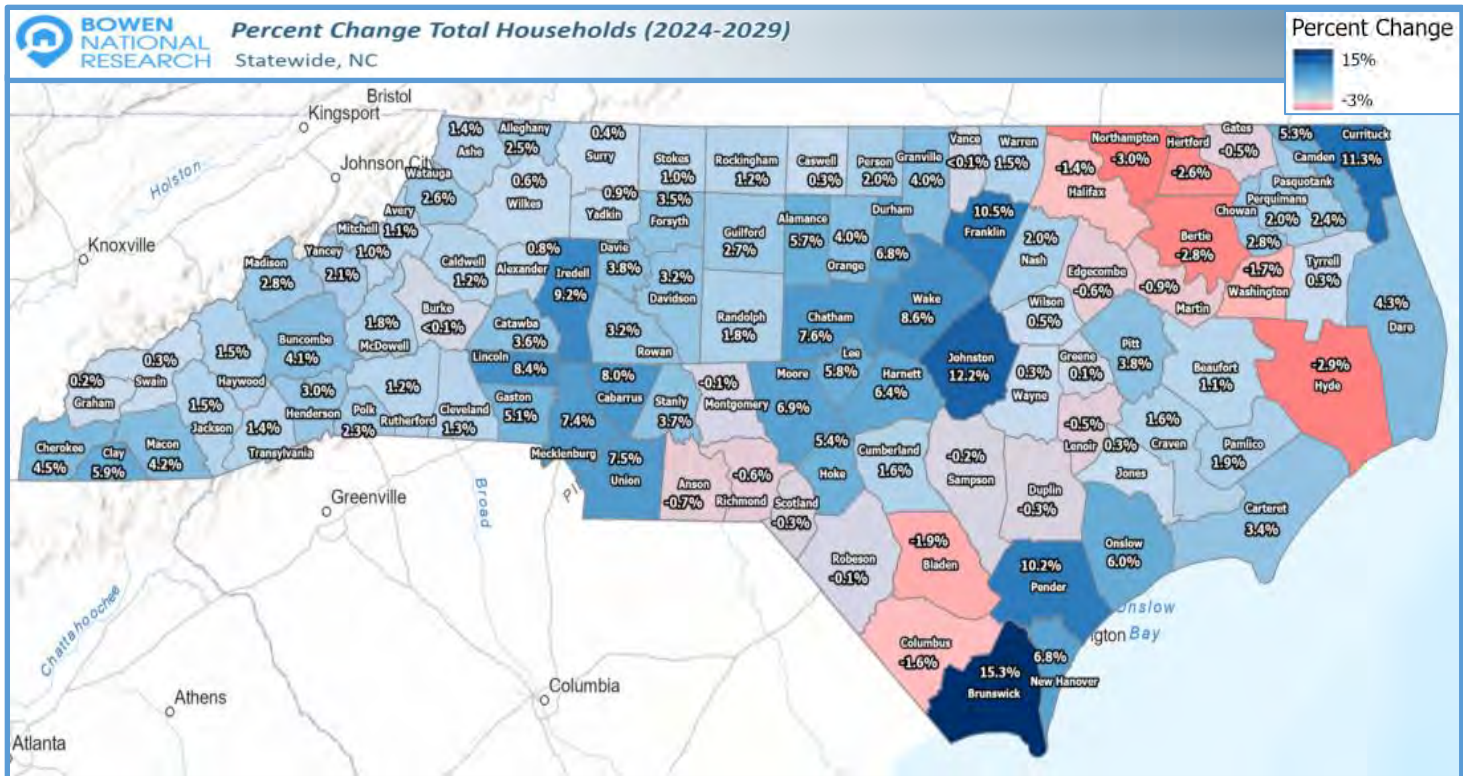 BOWEN
NATIONAL
RESEARCH
Percent Change Total Households (2024-2029)
Statewide, NC
Percent Change
15%
-3%
Bristol
Kingsport
Johnson City
Holston
Knoxville
Greenville
Broad
Chattahoochee
Athens
Atlanta
Columbia
Onslow
Bay
1.4%
Ashe
Alleghany
2.5%
0.4%
Surry
Stokes
1.0%
Rockingham
1.2%
Caswell
0.3%
Person
2.0%
Granville
4.0%
Vance
<0.1%
Warren
1.5%
Northampton
-3.0%
Hertford
-2.6%
Gates
-0.5%
5.3%
Camden
Currituck
11.3%
Watauga
2.6%
0.6%
Wilkes
0.9%
Yadkin
3.5%
Forsyth
Guilford
2.7%
Alamance
5.7%
4.0%
Orange
Durham
6.8%
10.5%
Franklin
2.0%
Nash
-1.4%
Halifax
Bertie
-2.8%
Chowan
2.8%
Perquimans
2.0%
Pasquotank
2.4%
Avery
1.1%
Mitchell
1.0%
Yancey
2.1%
Madison
2.8%
Caldwell
1.2%
0.8%
Alexander
Iredell
9.2%
Davie
3.8%
3.2%
Davidson
Randolph
1.8%
Chatham
7.6%
Wake
8.6%
Edgecombe
-0.6%
-0.9%
Martin
-1.7%
Washington
Tyrrell
0.3%
4.3%
Dare
Burke
<0.1%
1.8%
McDowell
Buncombe
4.1%
Catawba
3.6%
3.2%
Rowan
Lee
5.8%
Johnston
12.2%
Wilson
0.5%
Greene
0.1%
Pitt
3.8%
Beaufort
1.1%
-2.9%
Hyde
0.2%
Graham
0.3%
Swain
1.5%
Haywood
1.5%
Jackson
3.0%
Henderson
1.4%
Transylvania
Polk
2.3%
1.2%
Rutherford
Cleveland
1.3%
Lincoln
8.4%
Gaston
5.1%
8.0%
Cabarrus
Stanly
3.7%
-0.1%
Montgomery
Moore
6.9%
Harnett
6.4%
0.3%
Wayne
-0.5%
Lenoir
1.6%
Craven
Pamlico
1.9%
0.3%
Jones
Cherokee
4.5%
Clay
5.9%
Macon
4.2%
Mecklenburg
7.4%
7.5%
Union
Anson
-0.7%
-0.6%
Richmond
Scotland
-0.3%
5.4%
Hoke
Cumberland
1.6%
-0.2%
Sampson
Duplin
-0.3%
Onslow
6.0%
Carteret
3.4%
Robeson
-0.1%
-1.9%
Bladen
10.2%
Pender
Columbus
-1.6%
15.3%
Brunswick
6.8%
New Hanover